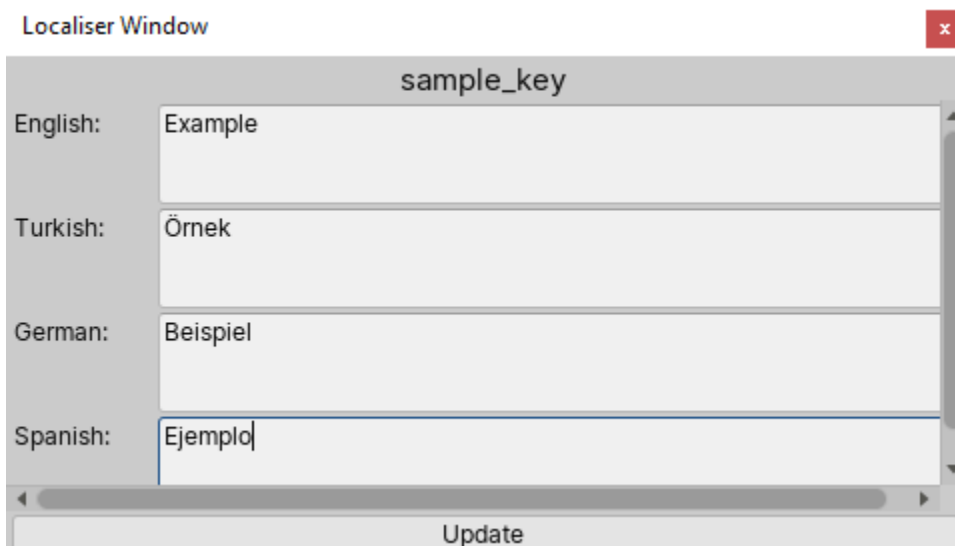 Localiser Window
x
sample_key
English: Example
Turkish: Örnek
German: Beispiel
Spanish: Ejemplo
Update